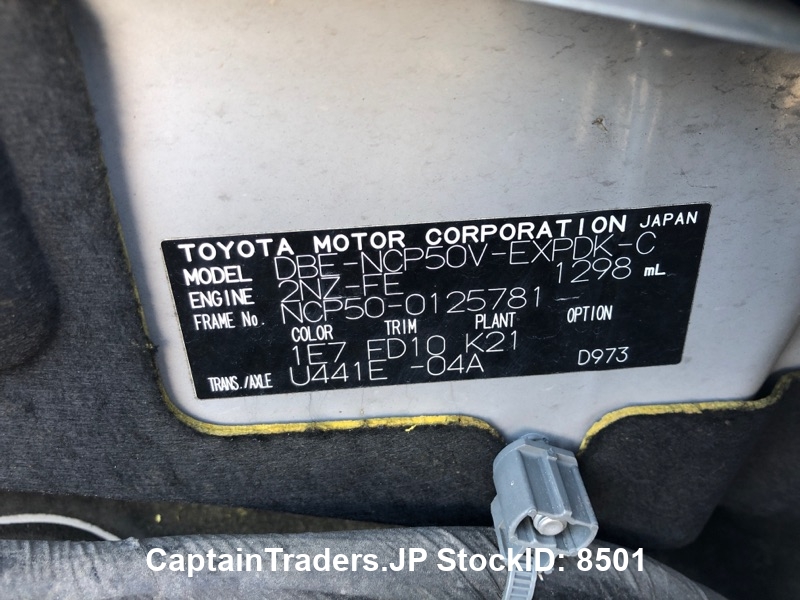 TOYOTA MOTOR CORPORATION JAPAN
MODEL DBE-NCP50V-EXPDK-C
ENGINE 2NZ-FE 1298 mL
FRAME No. NCP50-0125781-
COLOR TRIM PLANT OPTION
1E7 FD10 K21
TRANS./AXLE U441E -04A D973
CaptainTraders.JP StockID: 8501